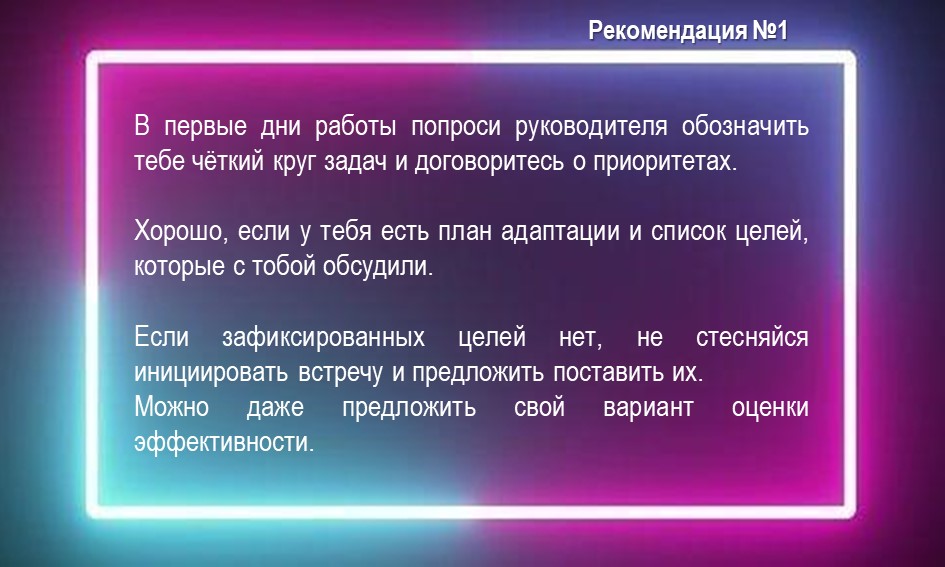 Рекомендация №1
В первые дни работы попроси руководителя обозначить
тебе чёткий круг задач и договоритесь о приоритетах.
Хорошо, если у тебя есть план адаптации и список целей,
которые с тобой обсудили.
Если зафиксированных целей нет, не стесняйся
инициировать встречу и предложить поставить их.
Можно даже предложить свой вариант оценки
эффективности.